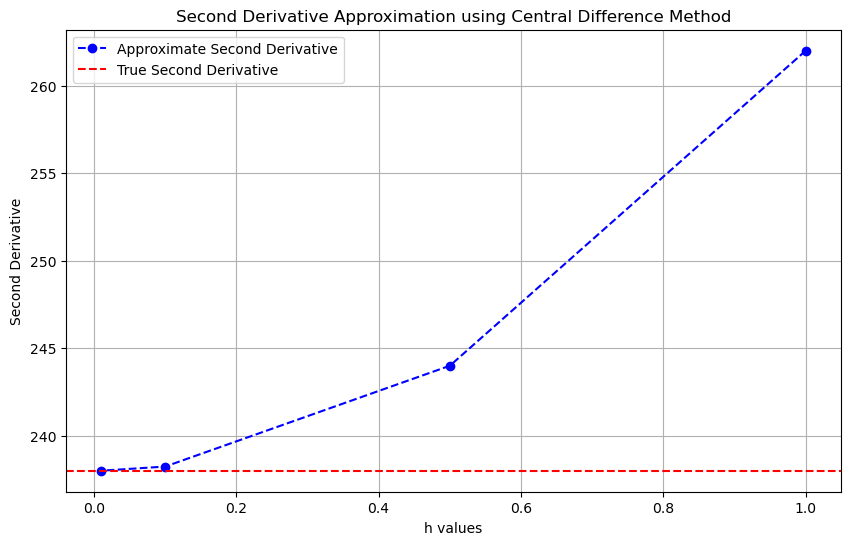 Second Derivative Approximation using Central Difference Method
Approximate Second Derivative
True Second Derivative
Second Derivative
260
255
250
245
240
0.0 0.2 0.4 0.6 0.8 1.0
h values